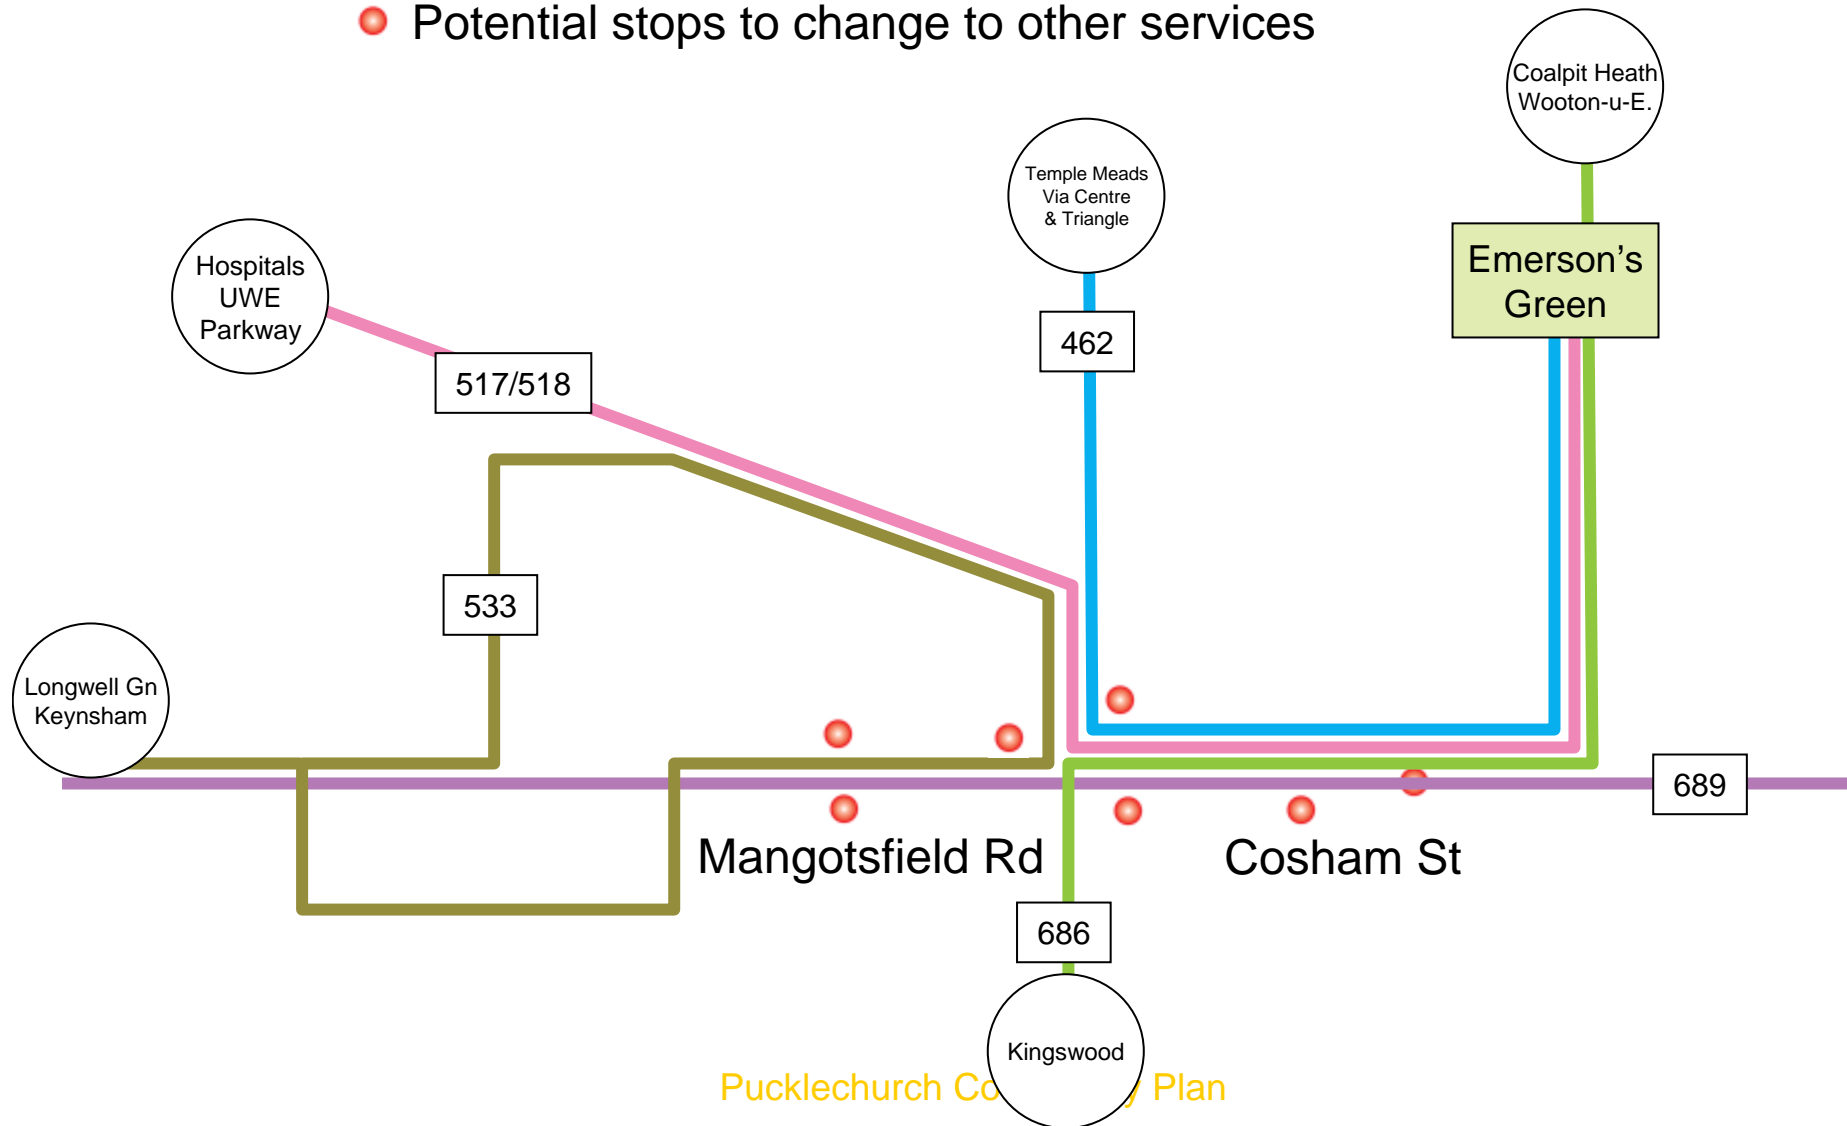 Potential stops to change to other services
Coalpit Heath
Wooton-u-E.
Temple Meads
Via Centre
& Triangle
Hospitals
UWE
Parkway
Emerson's
Green
462
517/518
533
Longwell Gn
Keynsham
689
Mangotsfield Rd
Cosham St
686
Kingswood
Pucklechurch Plan